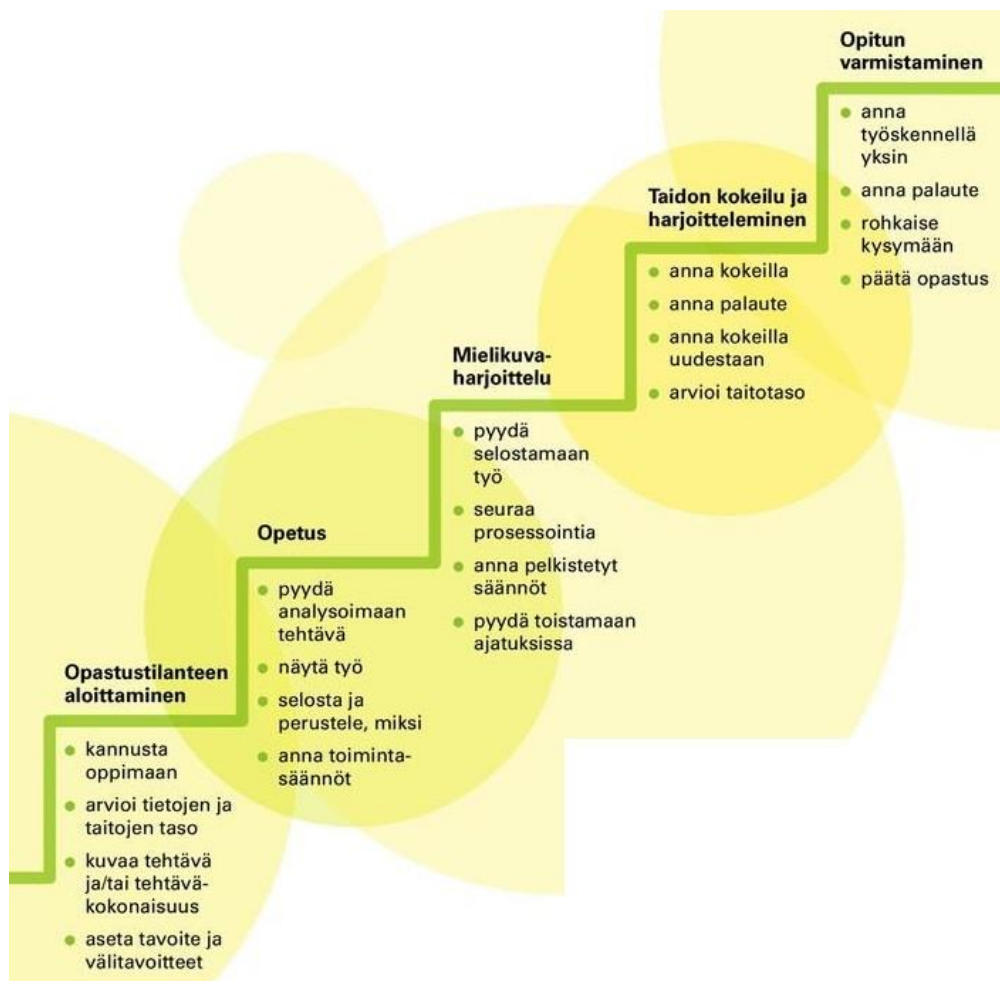 Opastustilanteen
aloittaminen
kannusta
oppimaan
arvioi tietojen ja
taitojen taso
kuvaa tehtävä
ja/tai tehtävä-
kokonaisuus
aseta tavoite ja
välitavoitteet
Opetus
pyydä
analysoimaan
tehtävä
näytä työ
selosta ja
perustele, miksi
anna toiminta-
säännöt
Mielikuva-
harjoittelu
pyydä
selostamaan
työ
seuraa
prosessointia
anna pelkistetyt
säännöt
pyydä toistamaan
ajatuksissa
Taidon kokeilu ja
harjoitteleminen
anna kokeilla
anna palaute
anna kokeilla
uudestaan
arvioi taitotaso
Opitun
varmistaminen
anna
työskennellä
yksin
anna palaute
rohkaise
kysymään
päätä opastus